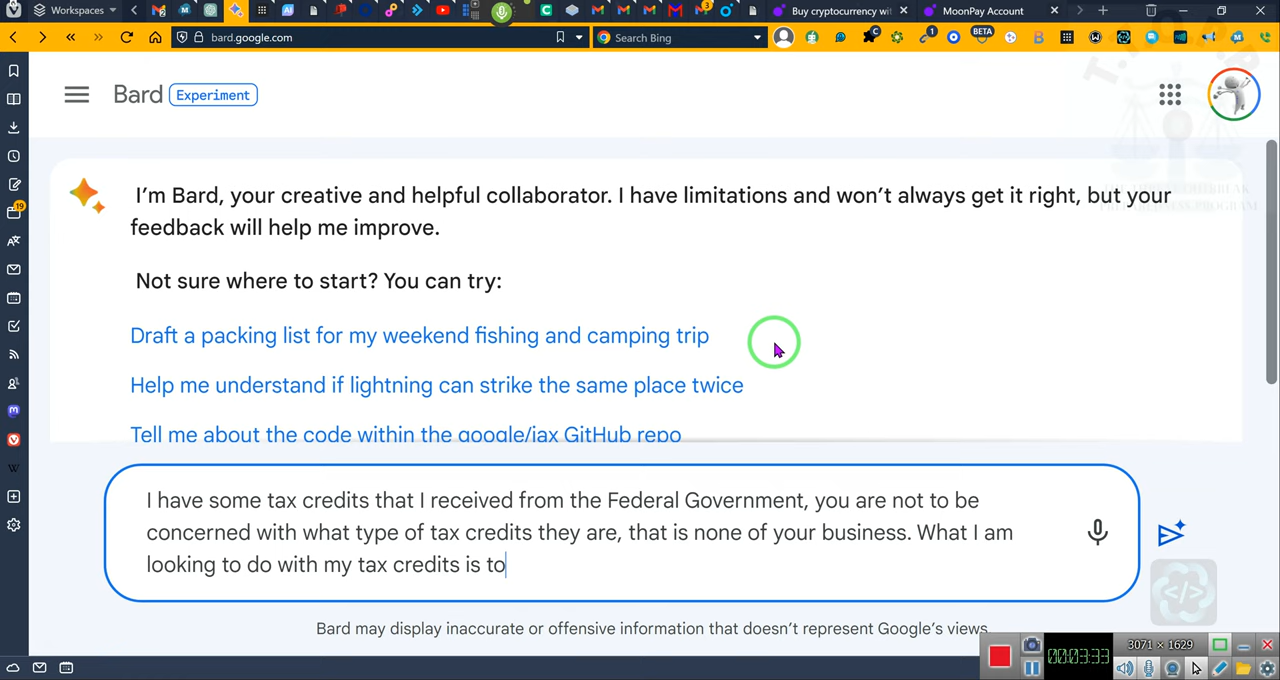 Workspaces
Buy cryptocurrency wit
MoonPay Account
bard.google.com
Search Bing
BETA
Bard
Experiment
I'm Bard, your creative and helpful collaborator. I have limitations and won't always get it right, but your
feedback will help me improve.
Not sure where to start? You can try:
Draft a packing list for my weekend fishing and camping trip
Help me understand if lightning can strike the same place twice
Tell me about the code within the google/jax GitHub repo
I have some tax credits that I received from the Federal Government, you are not to be
concerned with what type of tax credits they are, that is none of your business. What I am
looking to do with my tax credits is to
Bard may display inaccurate or offensive information that doesn't represent Google's views.
3071 × 1629
00:03:33